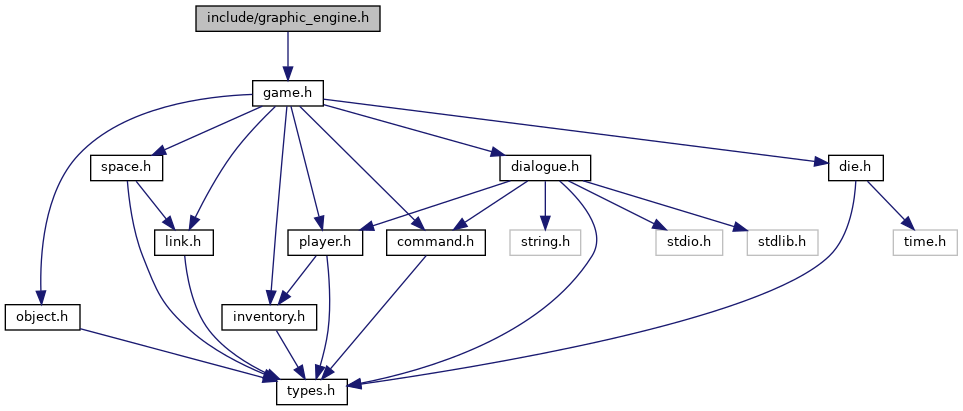 include/graphic_engine.h
game.h
space.h
dialogue.h
die.h
link.h
player.h
command.h
string.h
stdio.h
stdlib.h
time.h
object.h
inventory.h
types.h